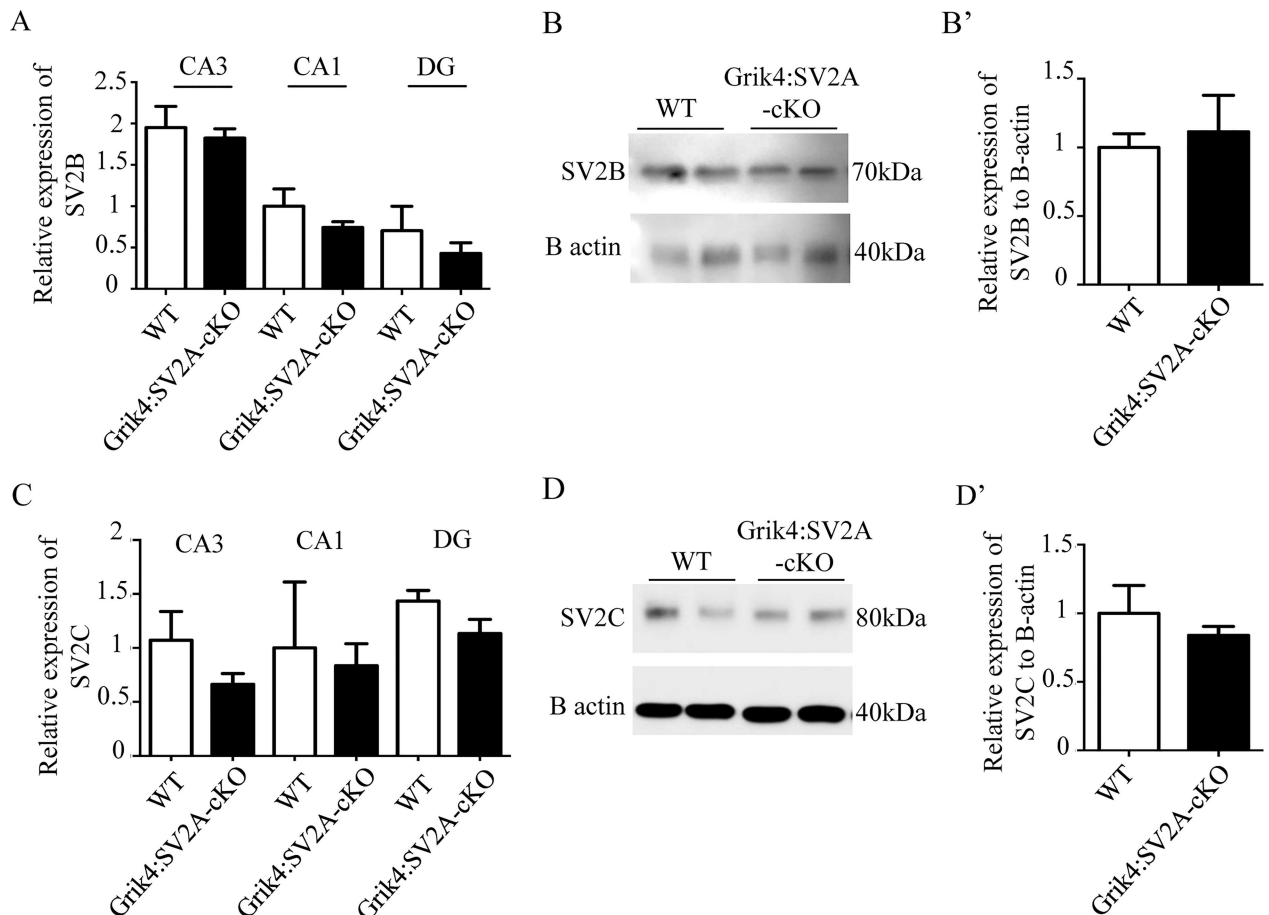 A
Relative expression of
SV2B
2.5
2
1.5
1
0.5
0
CA3
CA1
DG
WT
Grik4:SV2A-cKO
WT
Grik4:SV2A-cKO
WT
Grik4:SV2A-cKO
B
WT
Grik4:SV2A
-cKO
SV2B
70kDa
B actin
40kDa
B’
Relative expression of
SV2B to B-actin
1.5
1
0.5
0
WT
Grik4:SV2A-cKO
C
Relative expression of
SV2C
2
1.5
1
0.5
0
CA3
CA1
DG
WT
Grik4:SV2A-cKO
WT
Grik4:SV2A-cKO
WT
Grik4:SV2A-cKO
D
WT
Grik4:SV2A
-cKO
SV2C
80kDa
B actin
40kDa
D’
Relative expression of
SV2C to B-actin
1.5
1
0.5
0
WT
Grik4:SV2A-cKO